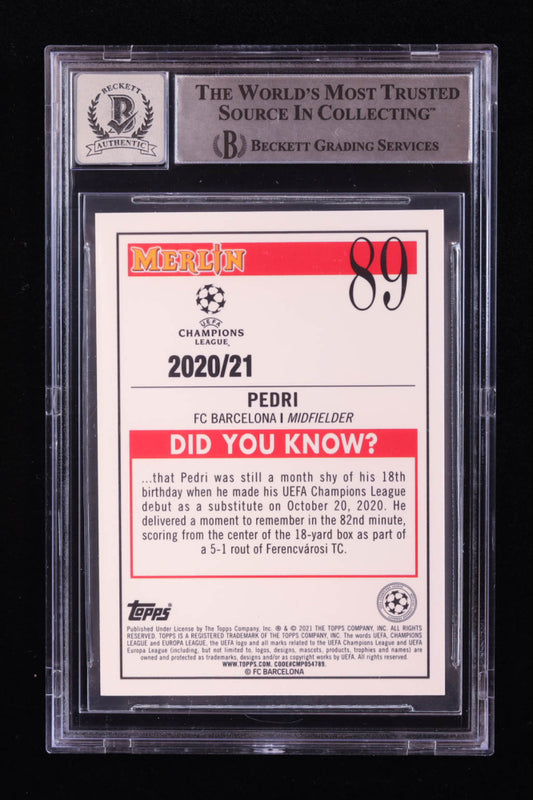 BECKETT
B
AUTHENTIC
THE WORLD'S MOST TRUSTED
SOURCE IN COLLECTING™
B BECKETT GRADING SERVICES
MERLIN
89
UEFA
CHAMPIONS
LEAGUE
2020/21
PEDRI
FC BARCELONA | MIDFIELDER
DID YOU KNOW?
...that Pedri was still a month shy of his 18th
birthday when he made his UEFA Champions League
debut as a substitute on October 20, 2020. He
delivered a moment to remember in the 82nd minute,
scoring from the center of the 18-yard box as part of
a 5-1 rout of Ferencvárosi TC.
Topps
Published Under License by The Topps Company, Inc. ® & © 2021 THE TOPPS COMPANY, INC. ALL RIGHTS
RESERVED. TOPPS IS A REGISTERED TRADEMARK OF THE TOPPS COMPANY, INC. The words UEFA, CHAMPIONS
LEAGUE and EUROPA LEAGUE, the UEFA logo and all marks related to UEFA Champions League and UEFA
Europa League (including, but not limited to, logos, designs, mascots, products, trophies and names) are
owned and protected as trademarks, designs and/or as copyright works by UEFA. All rights reserved.
WWW.TOPPS.COM. CODE#CMP054789.
© FC BARCELONA